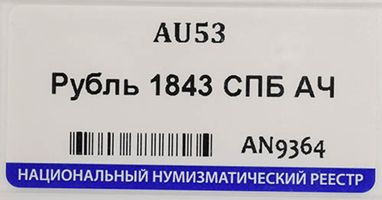 AU53
Рубль 1843 СПБ АЧ
AN9364
НАЦИОНАЛЬНЫЙ НУМИЗМАТИЧЕСКИЙ РЕЕСТР